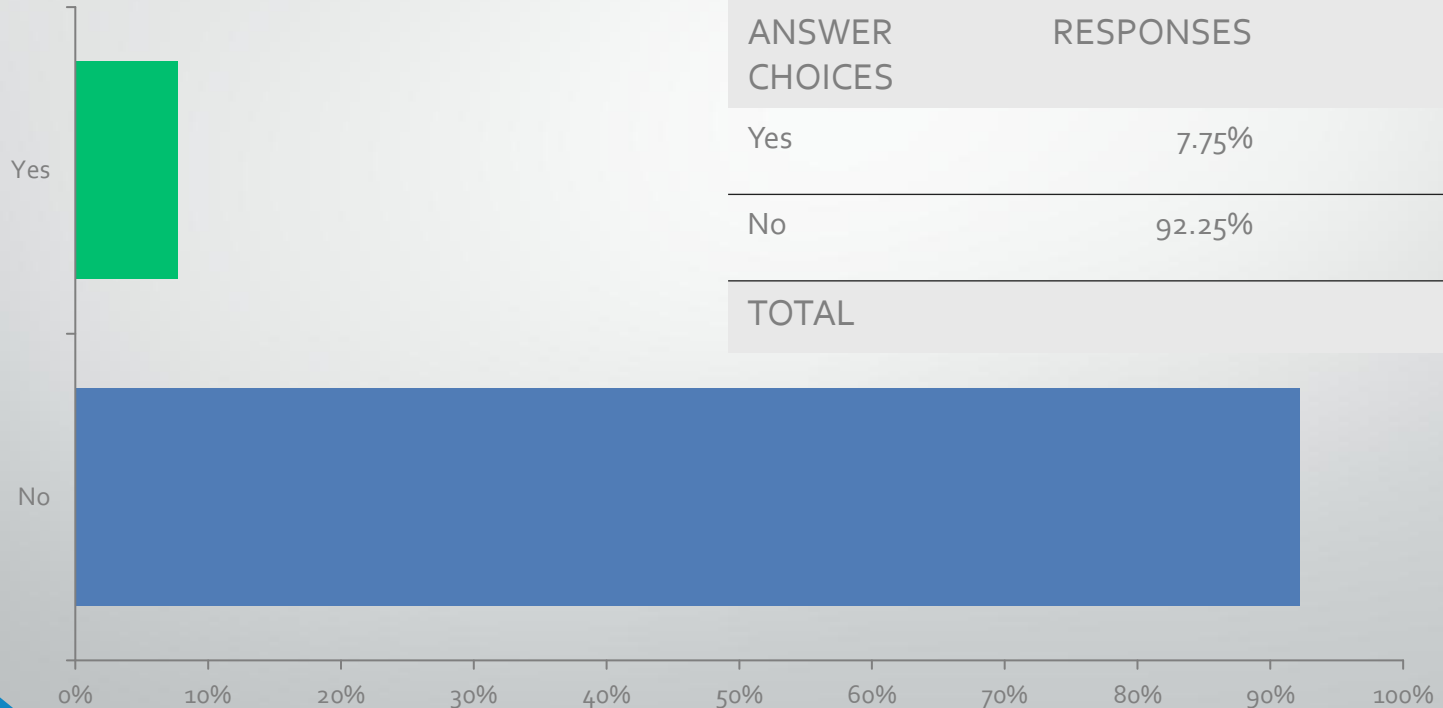 ANSWER CHOICES RESPONSES
Yes 7.75%
No 92.25%
TOTAL
Yes
No
0% 10% 20% 30% 40% 50% 60% 70% 80% 90% 100%